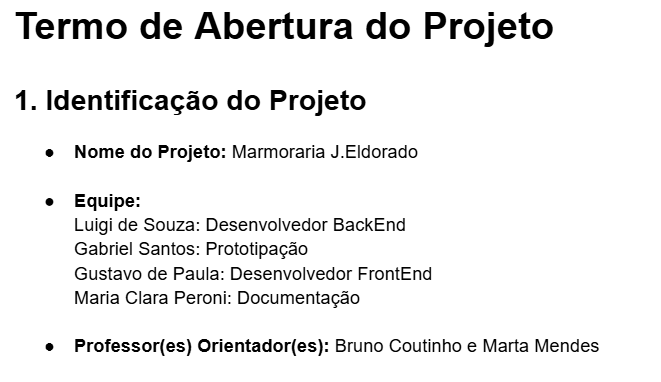 Termo de Abertura do Projeto
1. Identificação do Projeto
● Nome do Projeto: Marmoraria J.Eldorado
● Equipe:
Luigi de Souza: Desenvolvedor BackEnd
Gabriel Santos: Prototipação
Gustavo de Paula: Desenvolvedor FrontEnd
Maria Clara Peroni: Documentação
● Professor(es) Orientador(es): Bruno Coutinho e Marta Mendes